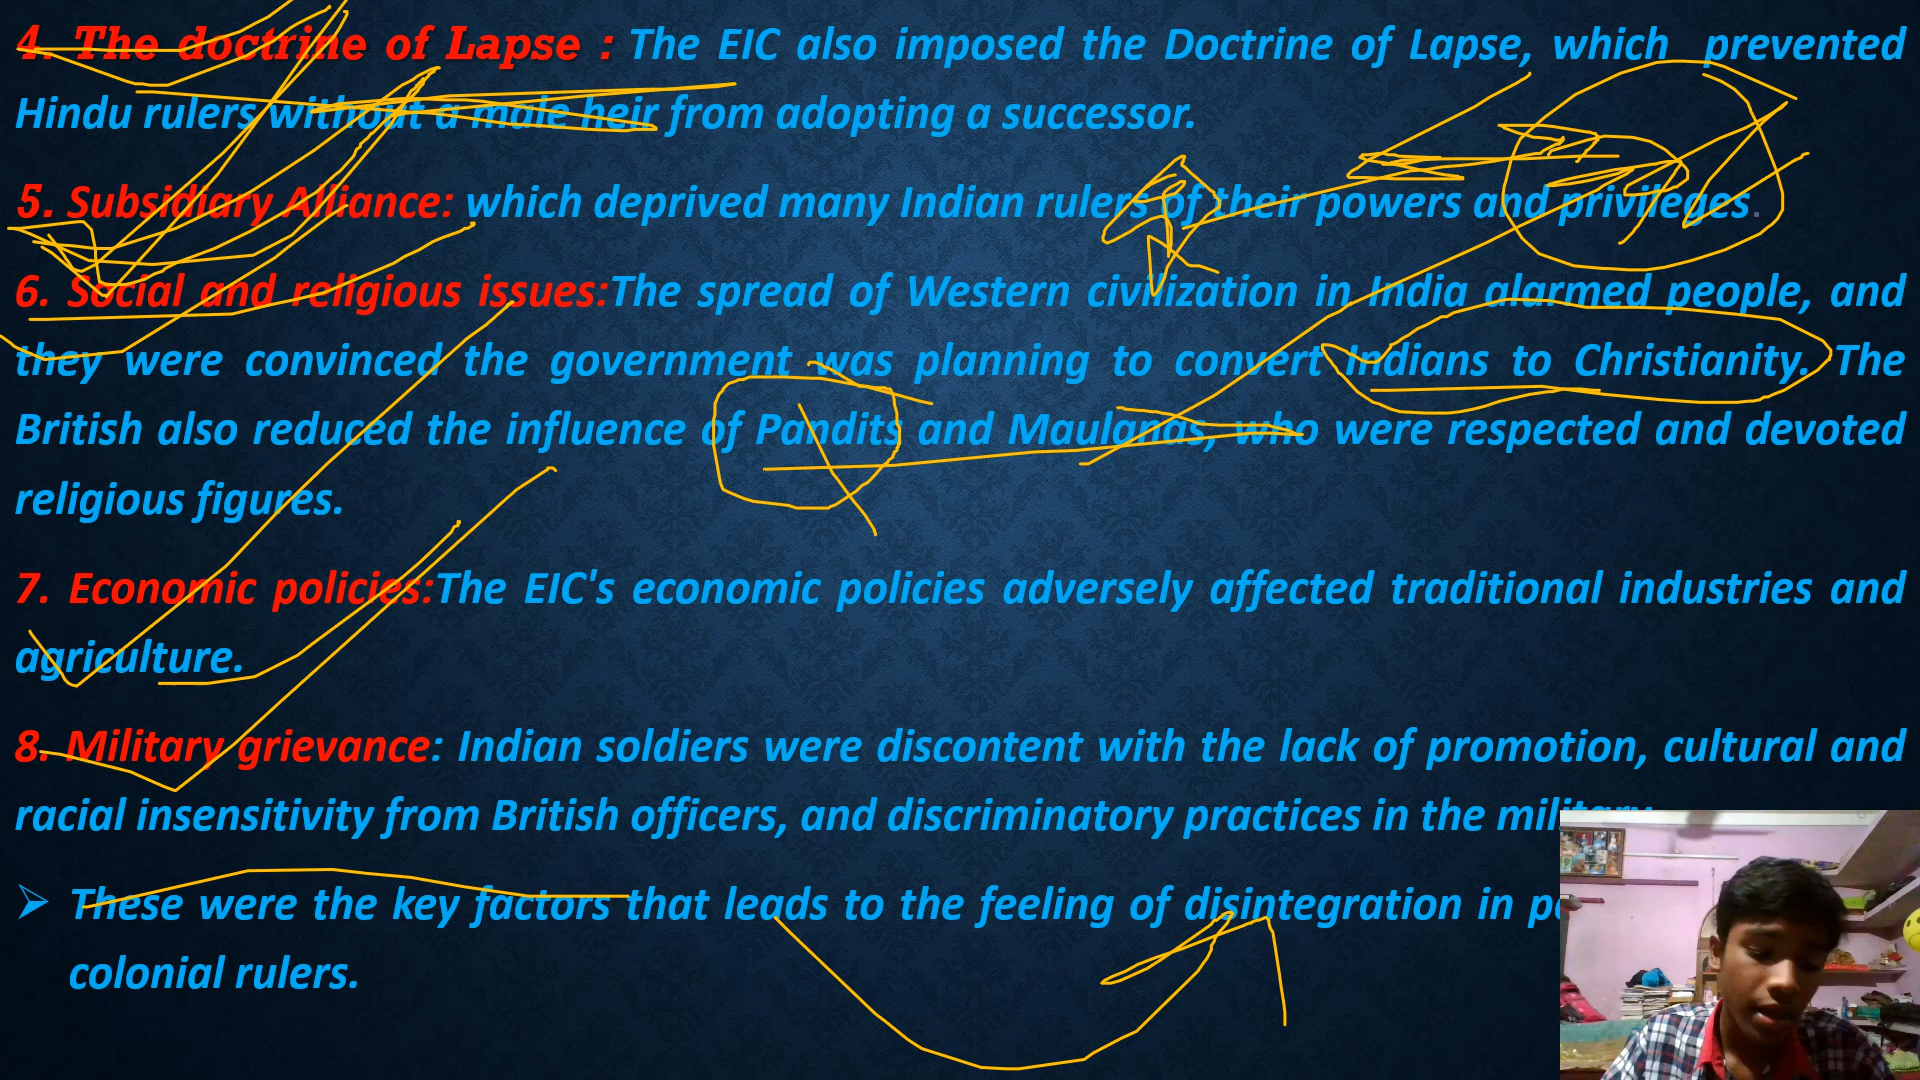 4. The doctrine of Lapse : The EIC also imposed the Doctrine of Lapse, which prevented
Hindu rulers without a male heir from adopting a successor.
5. Subsidiary Alliance: which deprived many Indian rulers of their powers and privileges.
6. Social and religious issues:The spread of Western civilization in India alarmed people, and
they were convinced the government was planning to convert Indians to Christianity. The
British also reduced the influence of Pandits and Maulanas, who were respected and devoted
religious figures.
7. Economic policies:The EIC's economic policies adversely affected traditional industries and
agriculture.
8. Military grievance: Indian soldiers were discontent with the lack of promotion, cultural and
racial insensitivity from British officers, and discriminatory practices in the military.
These were the key factors that leads to the feeling of disintegration in
colonial rulers.